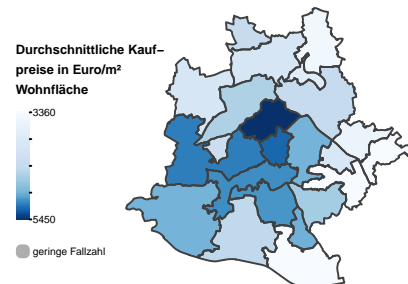 Durchschnittliche Kauf–
preise in Euro/m²
Wohnfläche
3360
5450
geringe Fallzahl